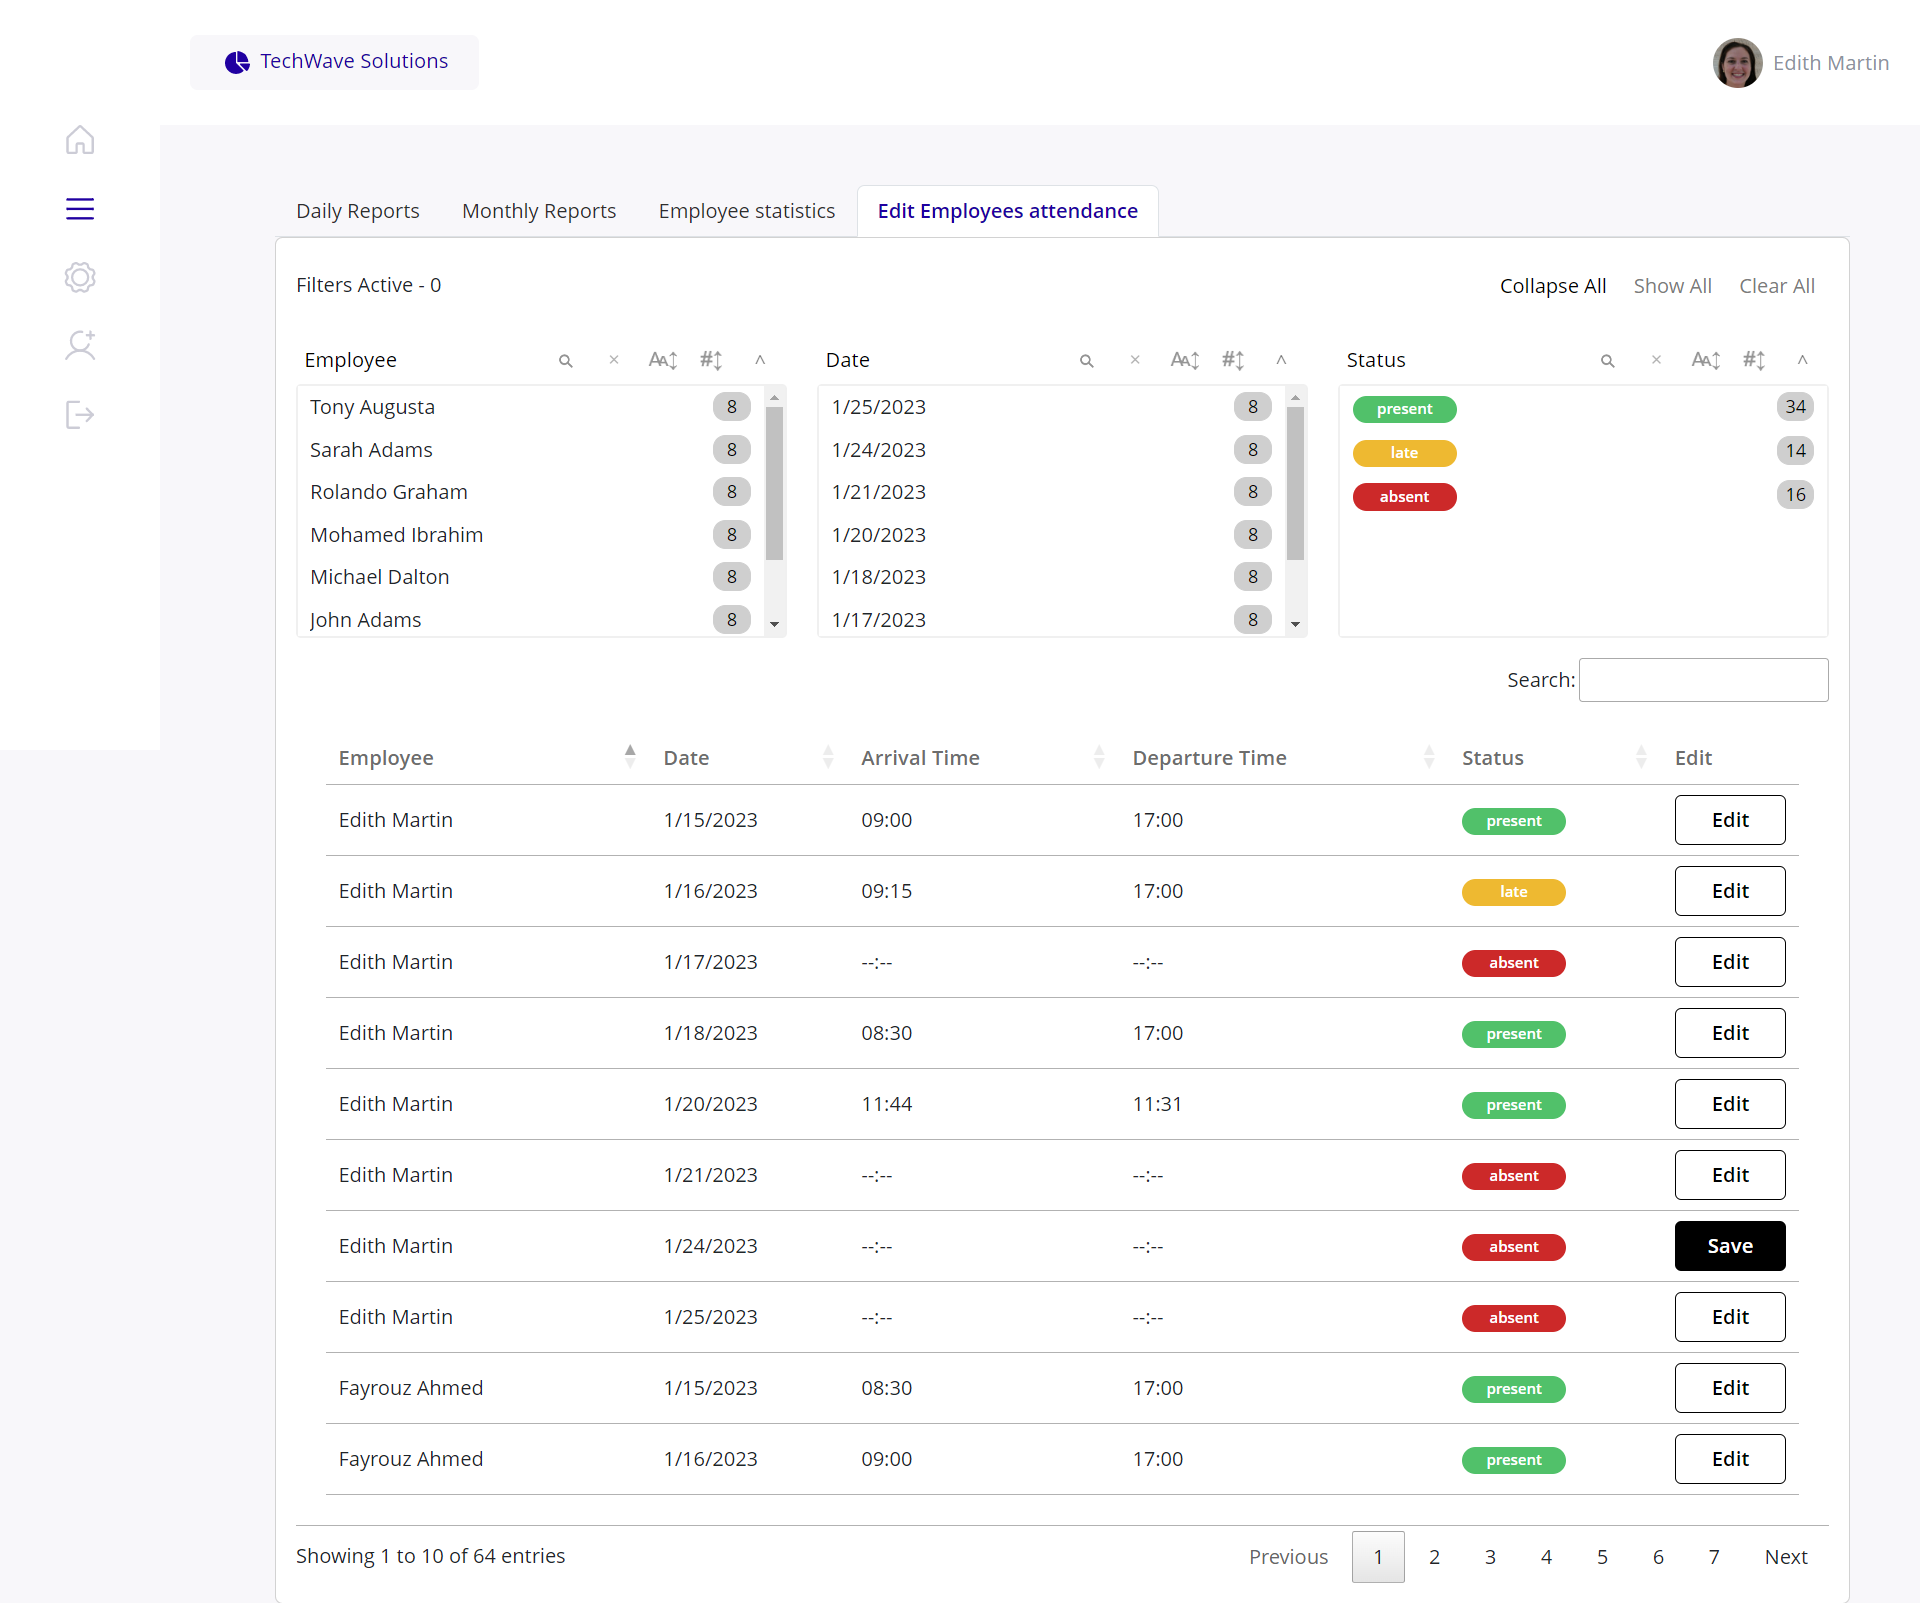 TechWave Solutions
Edith Martin
Daily Reports Monthly Reports Employee statistics Edit Employees attendance
Filters Active - 0 Collapse All Show All Clear All
Employee Date Status
Tony Augusta 8 1/25/2023 8 present 34
Sarah Adams 8 1/24/2023 8 late 14
Rolando Graham 8 1/21/2023 8 absent 16
Mohamed Ibrahim 8 1/20/2023 8
Michael Dalton 8 1/18/2023 8
John Adams 8 1/17/2023 8
Search:
Employee Date Arrival Time Departure Time Status Edit
Edith Martin 1/15/2023 09:00 17:00 present Edit
Edith Martin 1/16/2023 09:15 17:00 late Edit
Edith Martin 1/17/2023 --:-- --:-- absent Edit
Edith Martin 1/18/2023 08:30 17:00 present Edit
Edith Martin 1/20/2023 11:44 11:31 present Edit
Edith Martin 1/21/2023 --:-- --:-- absent Edit
Edith Martin 1/24/2023 --:-- --:-- absent Save
Edith Martin 1/25/2023 --:-- --:-- absent Edit
Fayrouz Ahmed 1/15/2023 08:30 17:00 present Edit
Fayrouz Ahmed 1/16/2023 09:00 17:00 present Edit
Showing 1 to 10 of 64 entries Previous 1 2 3 4 5 6 7 Next